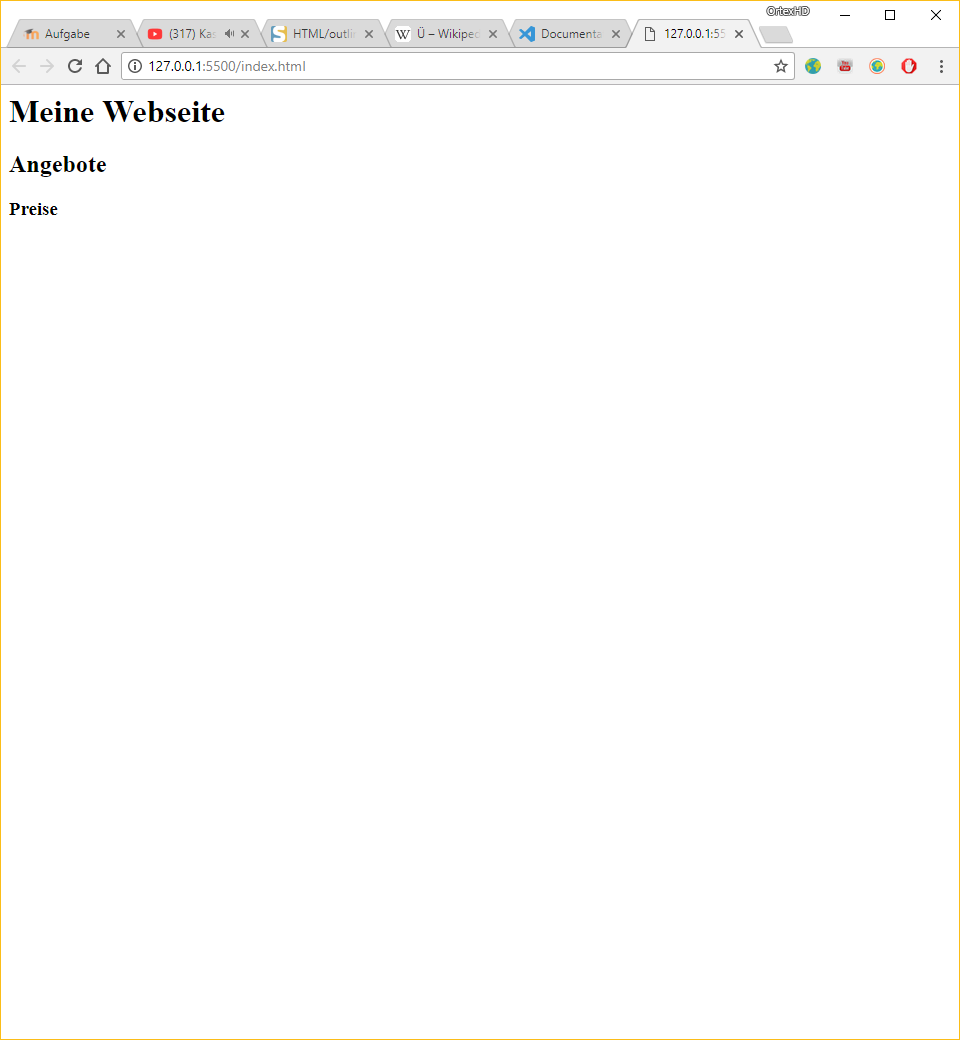 OrtexHD
Aufgabe
(317) Kas
HTML/outli
Ü – Wikiped
Documenta
127.0.0.1:55
127.0.0.1:5500/index.html
Meine Webseite
Angebote
Preise